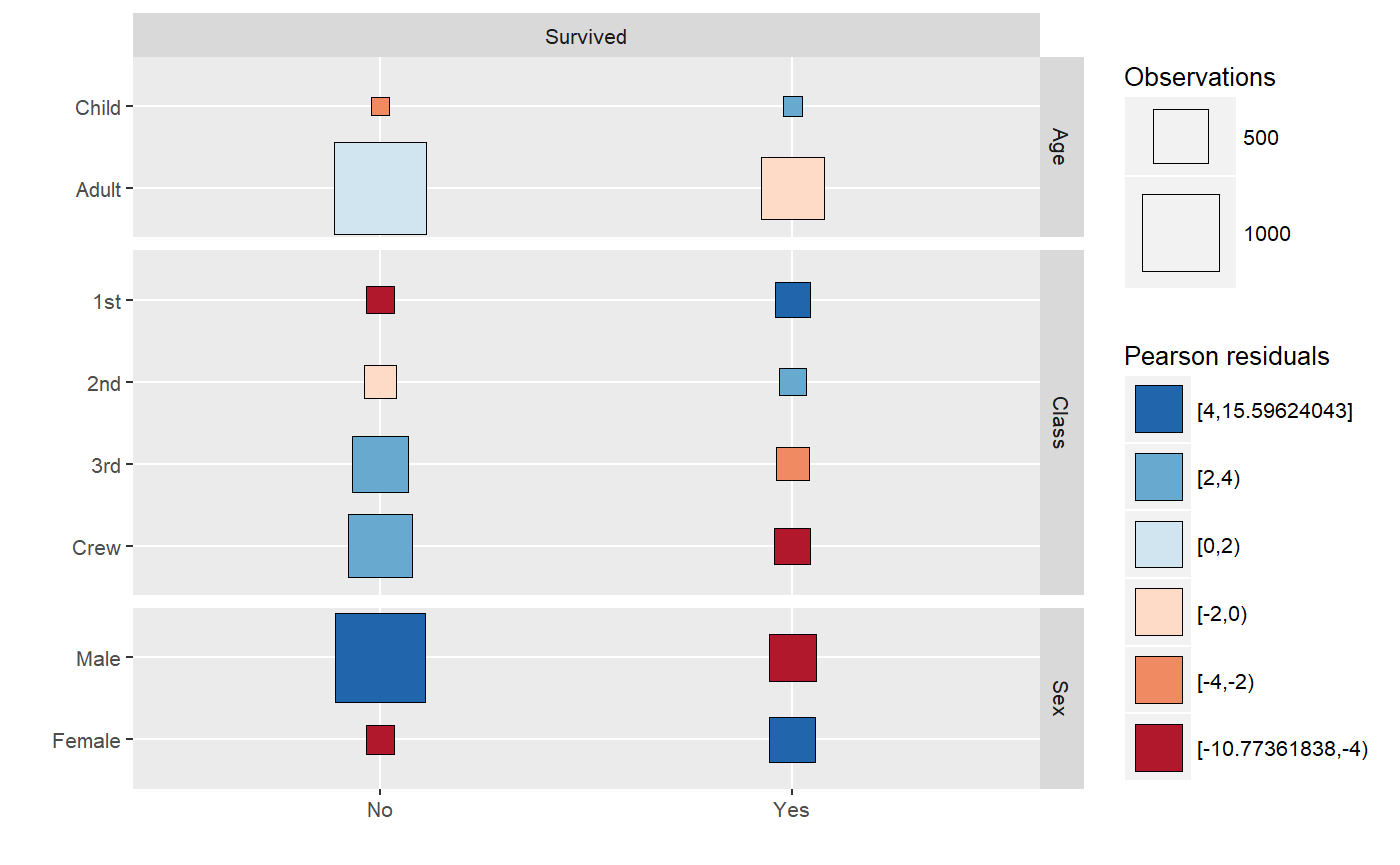 Survived
Child
Adult
Age
1st
2nd
3rd
Crew
Class
Male
Female
Sex
No
Yes
Observations
500
1000
Pearson residuals
[4,15.59624043]
[2,4)
[0,2)
[-2,0)
[-4,-2)
[-10.77361838,-4)